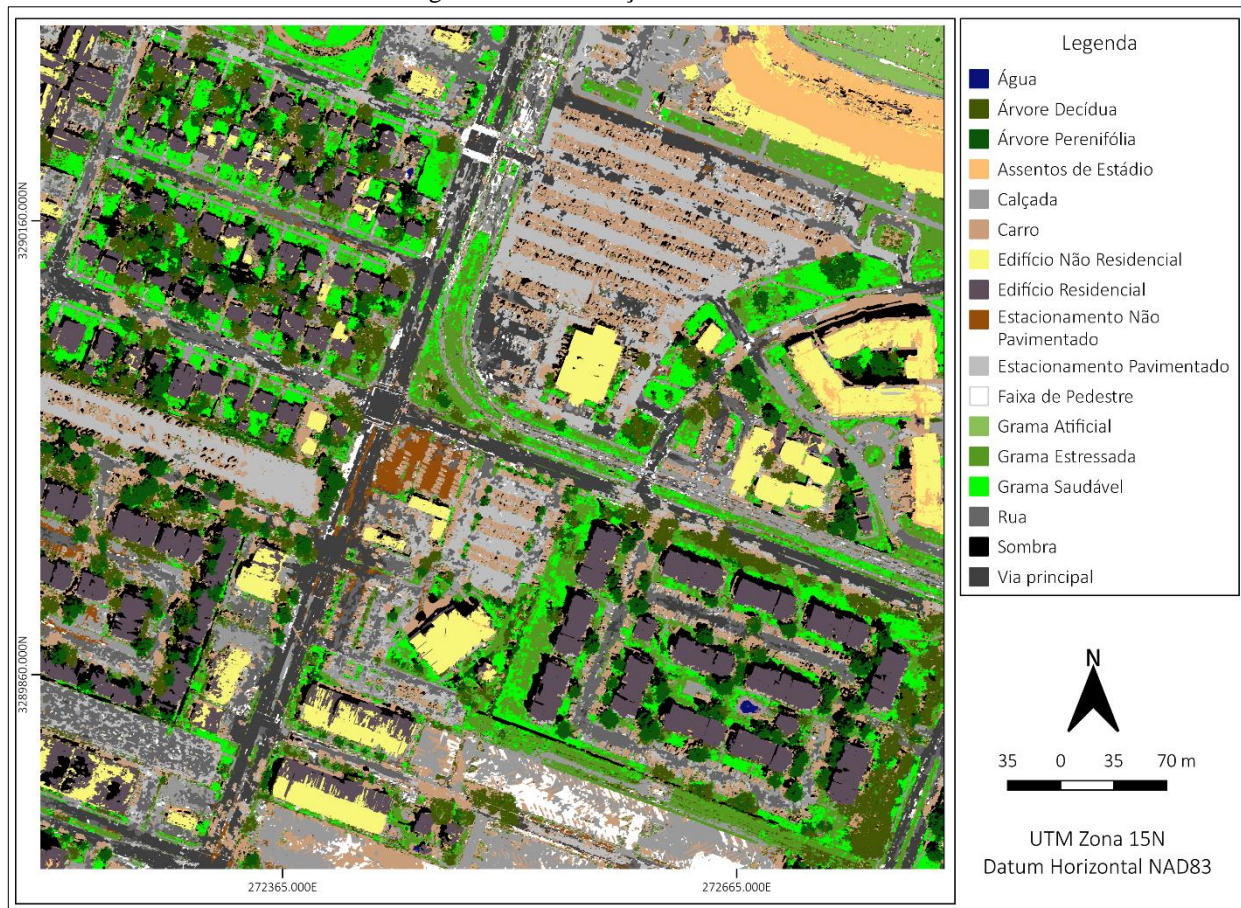 Legenda
Água
Árvore Decídua
Árvore Perenifólia
Assentos de Estádio
Calçada
Carro
Edifício Não Residencial
Edifício Residencial
Estacionamento Não
Pavimentado
Estacionamento Pavimentado
Faixa de Pedestre
Grama Atificial
Grama Estressada
Grama Saudável
Rua
Sombra
Via principal
3290160.000N
3289860.000N
272365.000E
272665.000E
N
35 0 35 70 m
UTM Zona 15N
Datum Horizontal NAD83